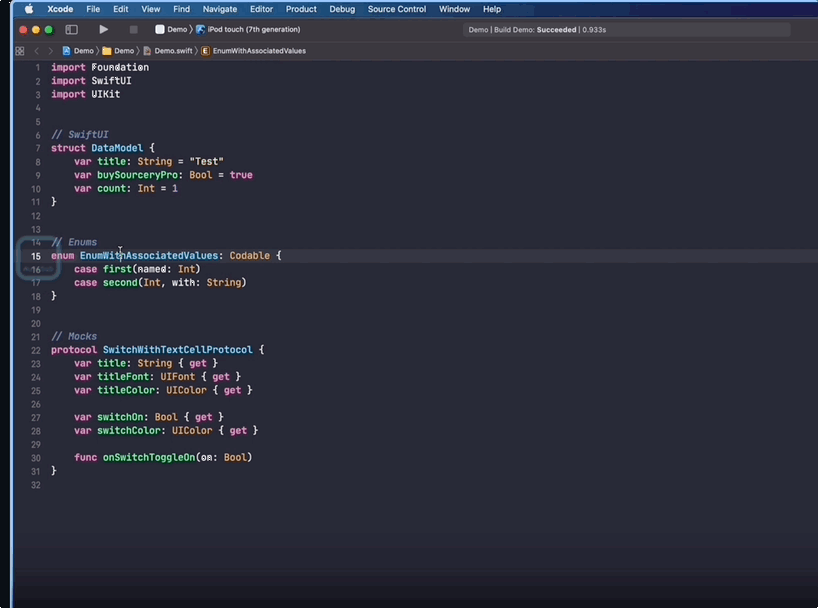 Xcode File Edit View Find Navigate Editor Product Debug Source Control Window Help
Demo 〉 iPod touch (7th generation) Demo | Build Demo: Succeeded | 0.933s
Demo 〉 Demo 〉 Demo.swift 〉 E EnumWithAssociatedValues
1 import Foundation
2 import SwiftUI
3 import UIKit
4
5
6 // SwiftUI
7 struct DataModel {
8 var title: String = "Test"
9 var buySourceryPro: Bool = true
10 var count: Int = 1
11 }
12
13
14 // Enums
15 enum EnumWithAssociatedValues: Codable {
16 case first(named: Int)
17 case second(Int, with: String)
18 }
19
20
21 // Mocks
22 protocol SwitchWithTextCellProtocol {
23 var title: String { get }
24 var titleFont: UIFont { get }
25 var titleColor: UIColor { get }
26
27 var switchOn: Bool { get }
28 var switchColor: UIColor { get }
29
30 func onSwitchToggleOn(on: Bool)
31 }
32